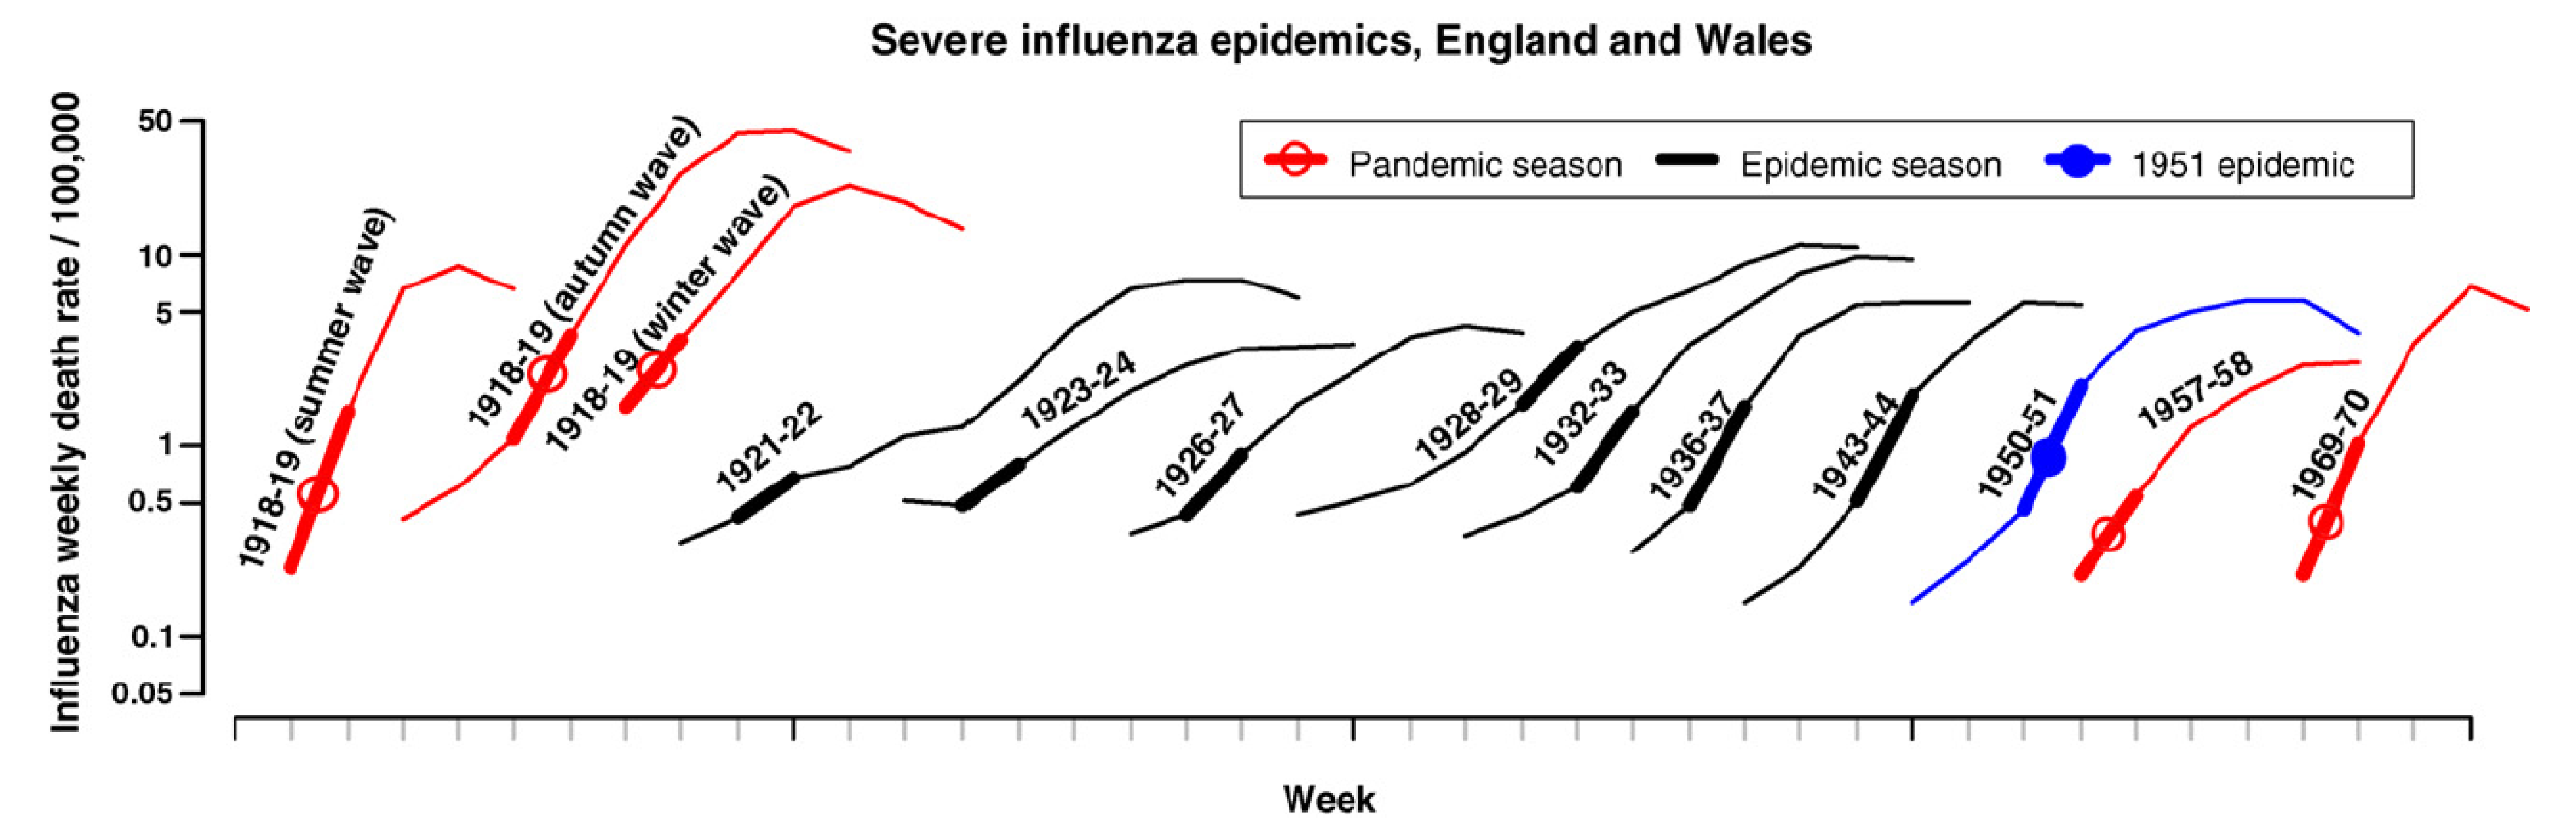 Severe influenza epidemics, England and Wales
Influenza weekly death rate / 100,000
50
10
5
1
0.5
0.1
0.05
Pandemic season
Epidemic season
1951 epidemic
1918-19 (summer wave)
1918-19 (autumn wave)
1918-19 (winter wave)
1921-22
1923-24
1926-27
1928-29
1932-33
1936-37
1943-44
1950-51
1957-58
1969-70
Week